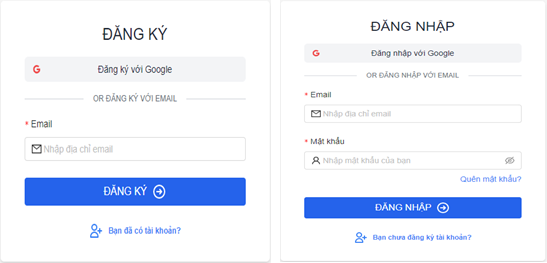 ĐĂNG KÝ
G Đăng ký với Google
OR ĐĂNG KÝ VỚI EMAIL
* Email
Nhập địa chỉ email
ĐĂNG KÝ
Bạn đã có tài khoản?
ĐĂNG NHẬP
G Đăng nhập với Google
OR ĐĂNG NHẬP VỚI EMAIL
* Email
Nhập địa chỉ email
* Mật khẩu
Nhập mật khẩu của bạn
Quên mật khẩu?
ĐĂNG NHẬP
Bạn chưa đăng ký tài khoản?